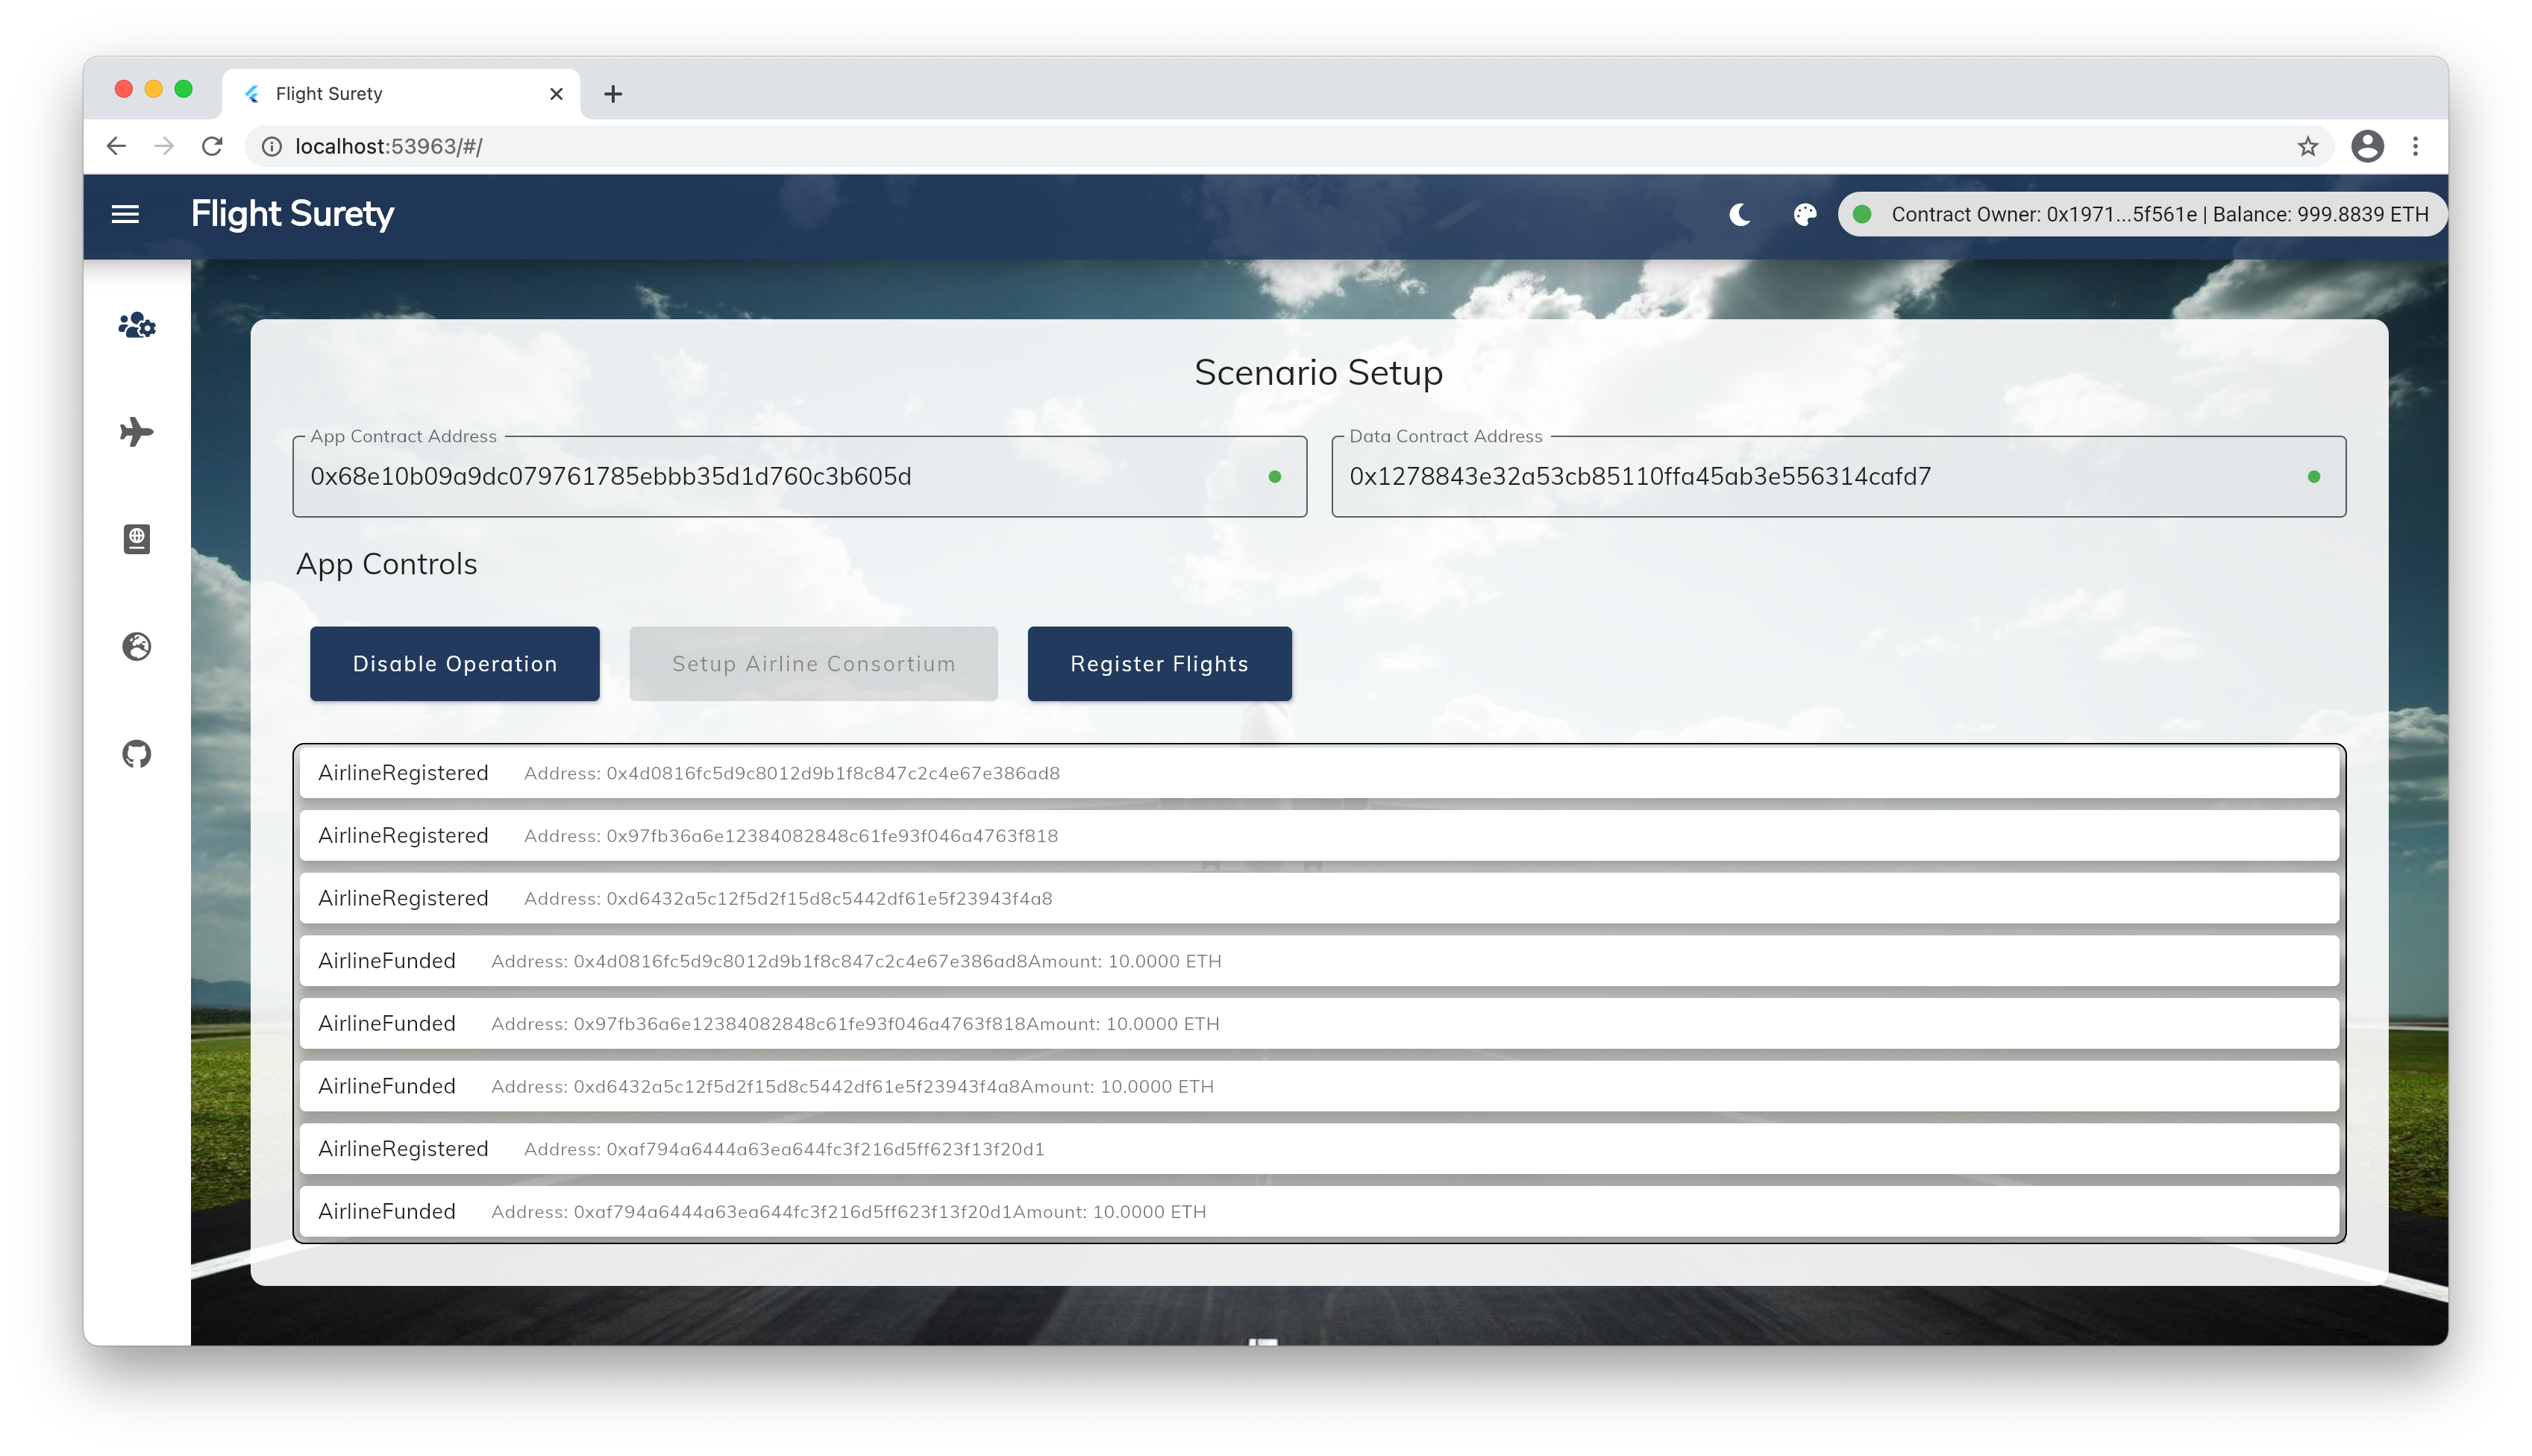 Flight Surety
localhost:53963/#/
Flight Surety
Contract Owner: 0x1971...5f561e | Balance: 999.8839 ETH
Scenario Setup
App Contract Address
Data Contract Address
0x68e10b09a9dc079761785ebbb35d1d760c3b605d
0x1278843e32a53cb85110ffa45ab3e556314cafd7
App Controls
Disable Operation
Setup Airline Consortium
Register Flights
AirlineRegistered Address: 0x4d0816fc5d9c8012d9b1f8c847c2c4e67e386ad8
AirlineRegistered Address: 0x97fb36a6e12384082848c61fe93f046a4763f818
AirlineRegistered Address: 0xd6432a5c12f5d2f15d8c5442df61e5f23943f4a8
AirlineFunded Address: 0x4d0816fc5d9c8012d9b1f8c847c2c4e67e386ad8Amount: 10.0000 ETH
AirlineFunded Address: 0x97fb36a6e12384082848c61fe93f046a4763f818Amount: 10.0000 ETH
AirlineFunded Address: 0xd6432a5c12f5d2f15d8c5442df61e5f23943f4a8Amount: 10.0000 ETH
AirlineRegistered Address: 0xaf794a6444a63ea644fc3f216d5ff623f13f20d1
AirlineFunded Address: 0xaf794a6444a63ea644fc3f216d5ff623f13f20d1Amount: 10.0000 ETH